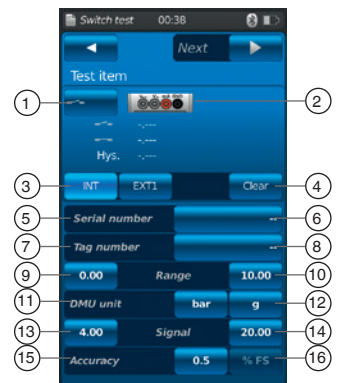 Switch test 00:38
Next
Test item
1
2
-,---
-,---
Hys. -,---
3 INT EXT1 Clear 4
5 Serial number -- 6
7 Tag number -- 8
9 0.00 Range 10.00 10
11 DMU unit bar g 12
13 4.00 Signal 20.00 14
15 Accuracy 0.5 % FS 16